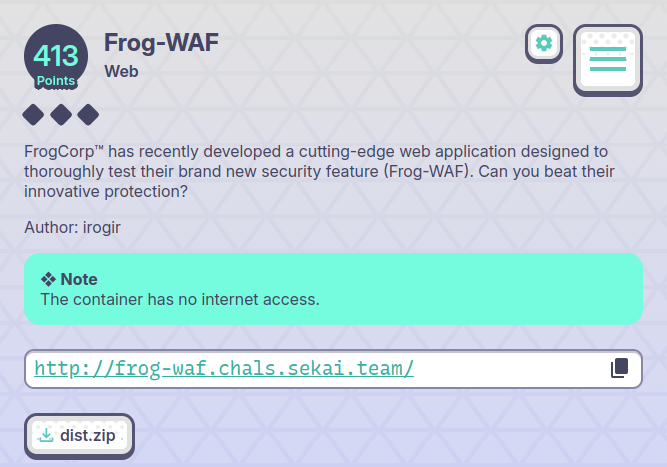 413
Points
Frog-WAF
Web
FrogCorp™ has recently developed a cutting-edge web application designed to
thoroughly test their brand new security feature (Frog-WAF). Can you beat their
innovative protection?
Author: irogir
❖ Note
The container has no internet access.
http://frog-waf.chals.sekai.team/
dist.zip